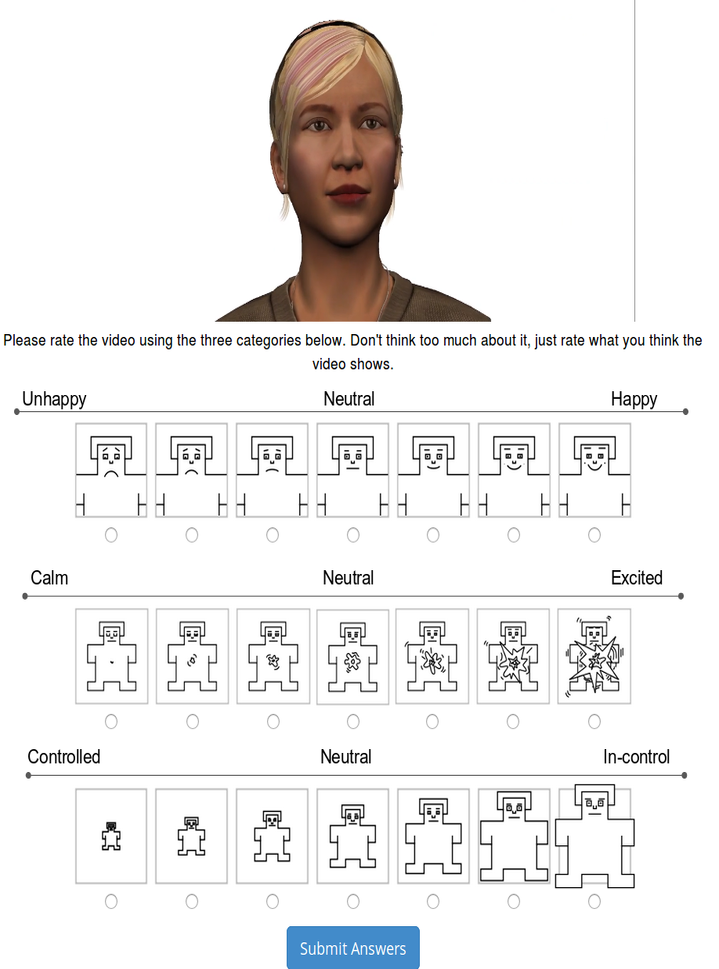 Please rate the video using the three categories below. Don't think too much about it, just rate what you think the
video shows.
Unhappy Neutral Happy
Calm Neutral Excited
Controlled Neutral In-control
Submit Answers